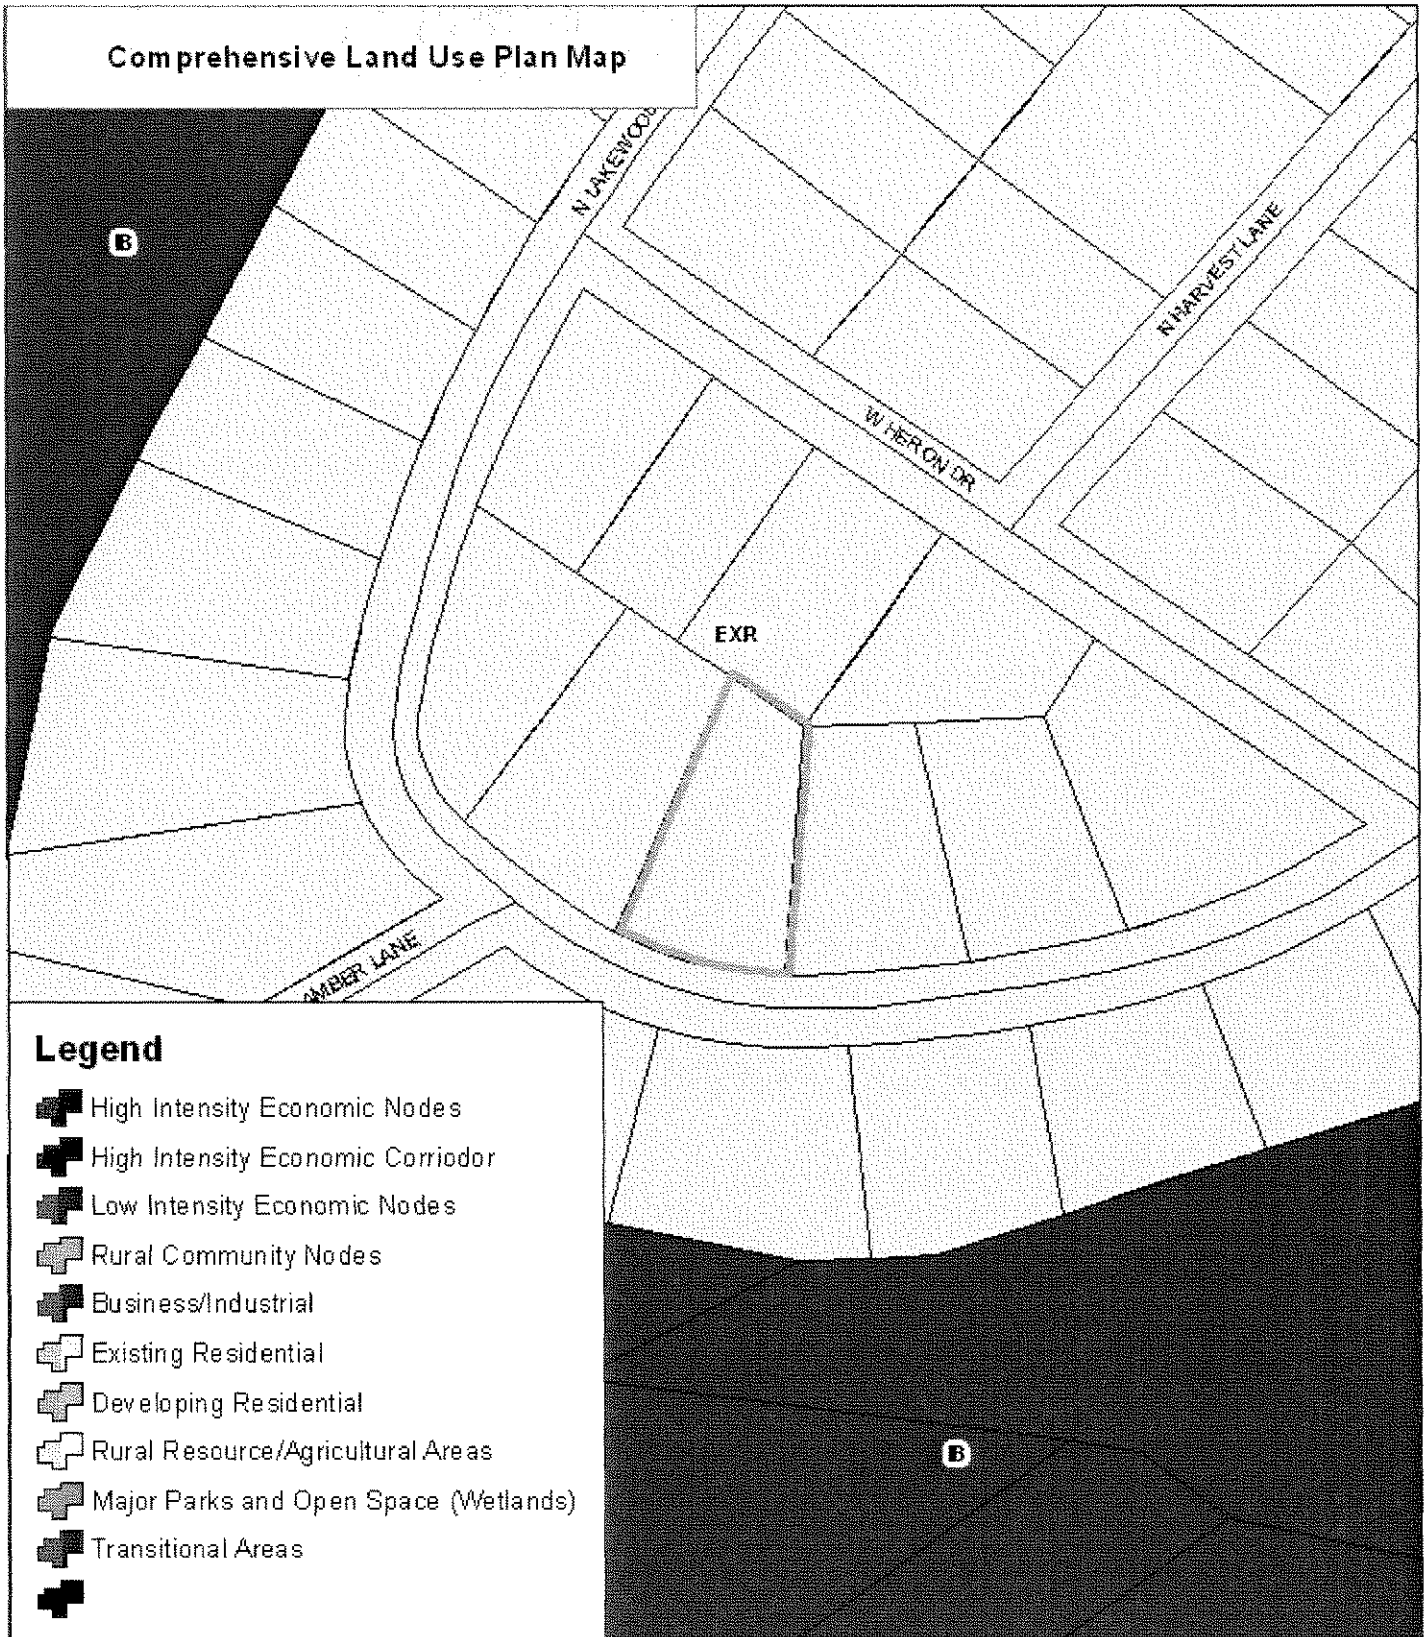 Comprehensive Land Use Plan Map
N LAKEWOOD
B
N HARVEST LANE
W HERON DR
EXR
AMBER LANE
Legend
High Intensity Economic Nodes
High Intensity Economic Corriodor
Low Intensity Economic Nodes
Rural Community Nodes
Business/Industrial
Existing Residential
Developing Residential
Rural Resource/Agricultural Areas
Major Parks and Open Space (Wetlands)
Transitional Areas
B